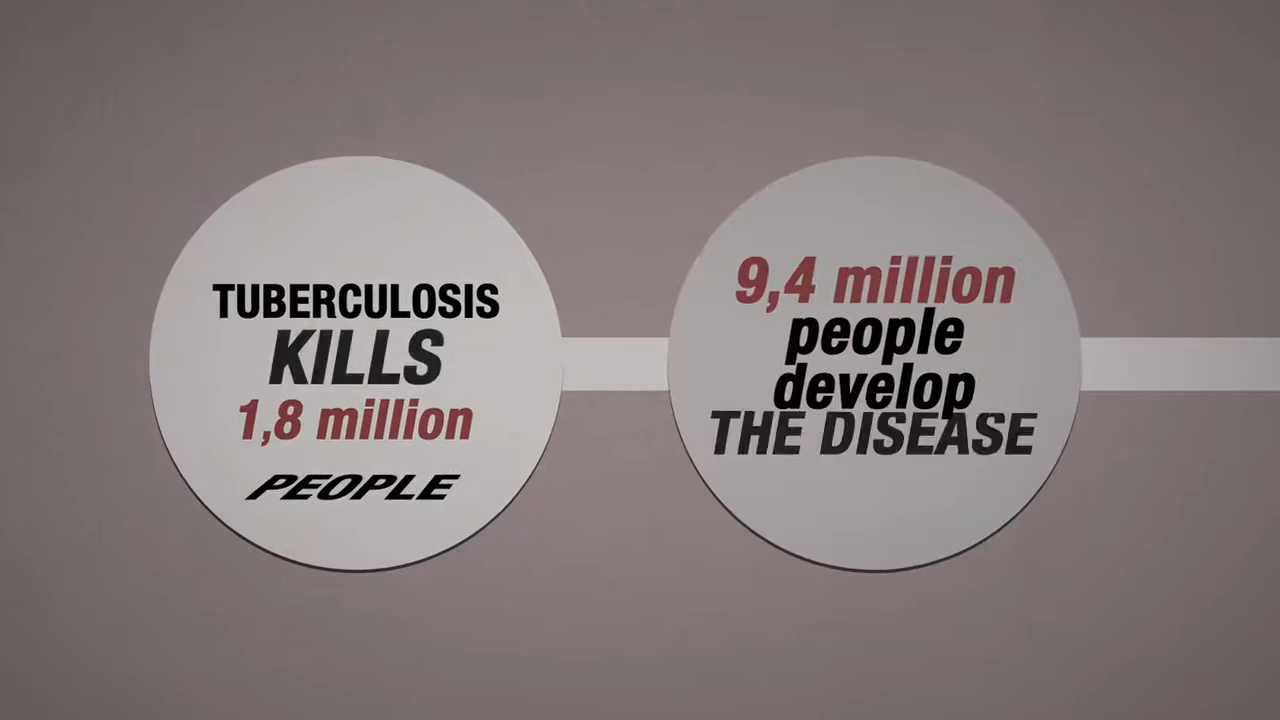 TUBERCULOSIS
KILLS
1,8 million
PEOPLE
9,4 million
people
develop
THE DISEASE